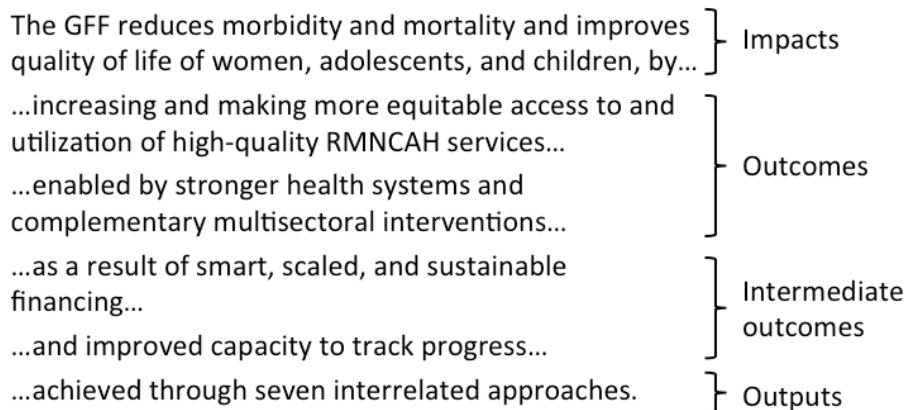 The GFF reduces morbidity and mortality and improves
quality of life of women, adolescents, and children, by…
Impacts
…increasing and making more equitable access to and
utilization of high-quality RMNCAH services…
…enabled by stronger health systems and
complementary multisectoral interventions…
Outcomes
…as a result of smart, scaled, and sustainable
financing…
…and improved capacity to track progress…
Intermediate
outcomes
…achieved through seven interrelated approaches.
Outputs